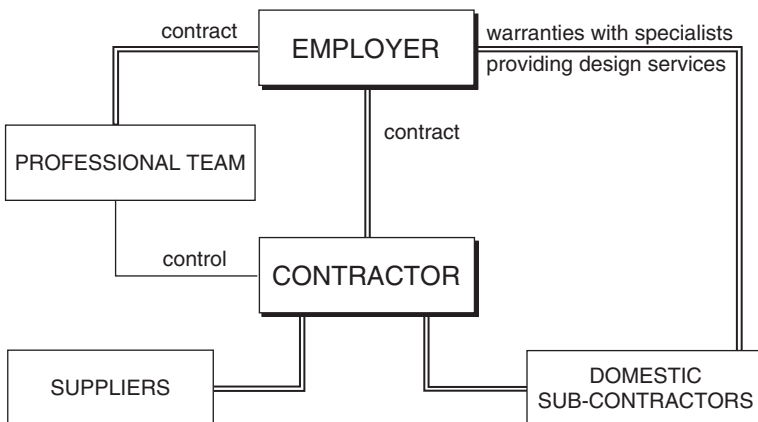 contract
EMPLOYER
warranties with specialists
providing design services
contract
PROFESSIONAL TEAM
control
CONTRACTOR
SUPPLIERS
DOMESTIC
SUB-CONTRACTORS